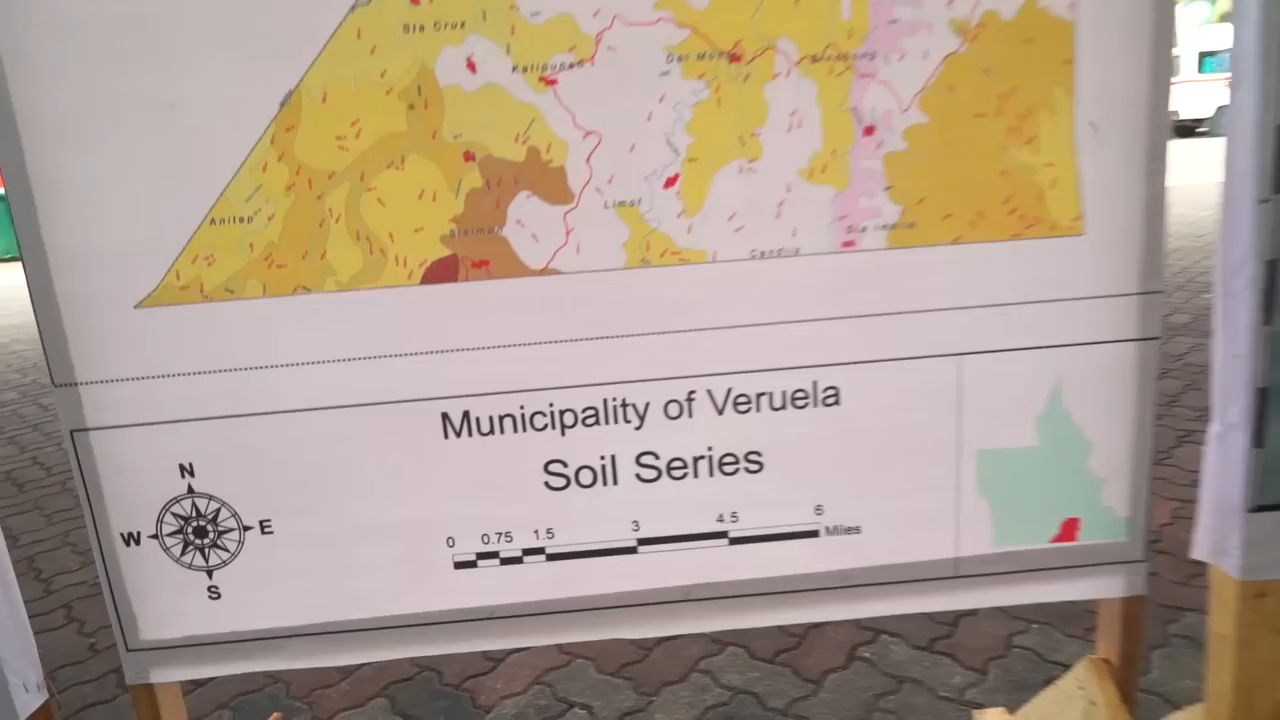 Sta Cruz
Katipunan
Del Monte
Anitap
Limot
Sta Emelia
Municipality of Veruela
Soil Series
N
W E
S
0 0.75 1.5 3 4.5 6
Miles